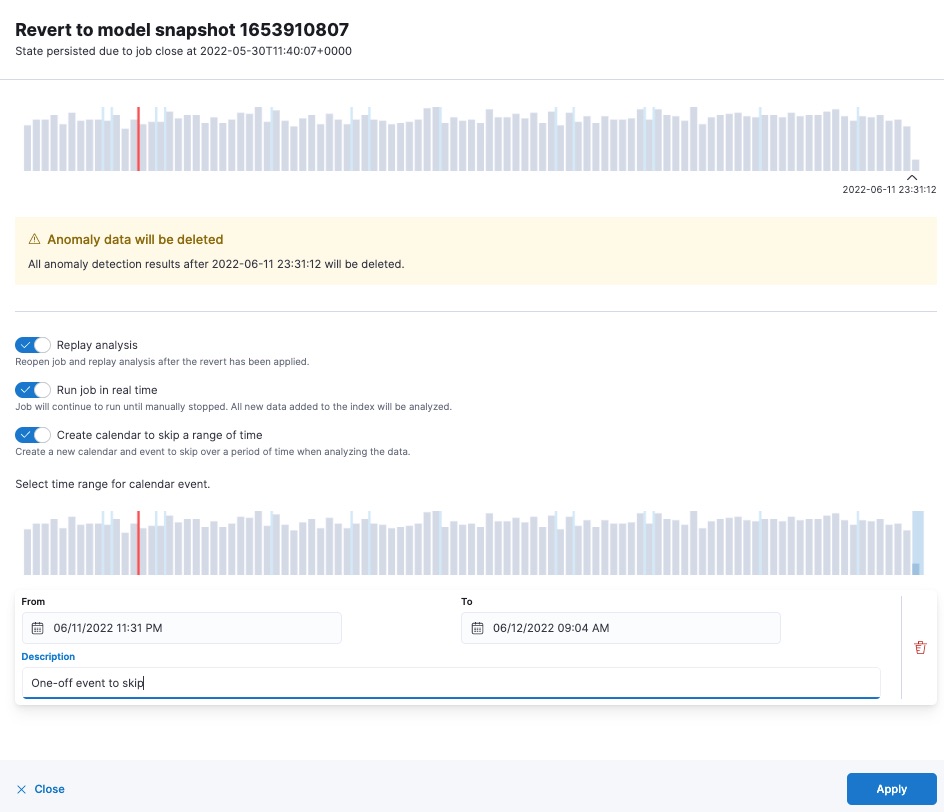 Revert to model snapshot 1653910807
State persisted due to job close at 2022-05-30T11:40:07+0000
2022-06-11 23:31:12
Anomaly data will be deleted
All anomaly detection results after 2022-06-11 23:31:12 will be deleted.
Replay analysis
Reopen job and replay analysis after the revert has been applied.
Run job in real time
Job will continue to run until manually stopped. All new data added to the index will be analyzed.
Create calendar to skip a range of time
Create a new calendar and event to skip over a period of time when analyzing the data.
Select time range for calendar event.
From
To
06/11/2022 11:31 PM
06/12/2022 09:04 AM
Description
One-off event to skip
Close
Apply